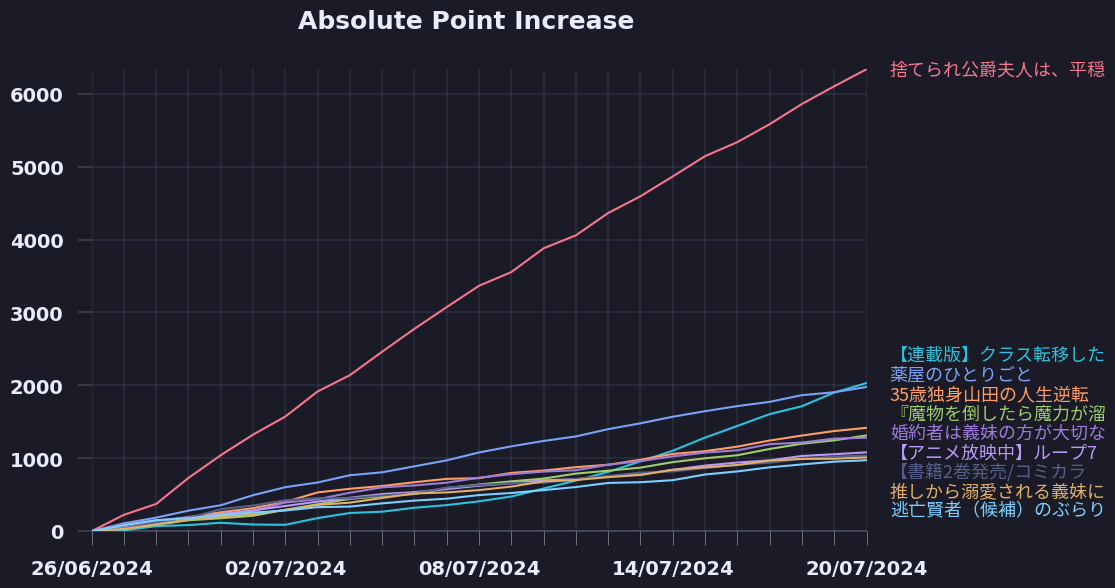 Absolute Point Increase
6000
5000
4000
3000
2000
1000
0
26/06/2024
02/07/2024
08/07/2024
14/07/2024
20/07/2024
捨てられ公爵夫人は、平穏
【連載版】クラス転移した
薬屋のひとりごと
35歳独身山田の人生逆転
『魔物を倒したら魔力が溜
婚約者は義妹の方が大切な
【アニメ放映中】ループ7
【書籍2巻発売/コミカラ
推しから溺愛される義妹に
逃亡賢者（候補）のぶらり